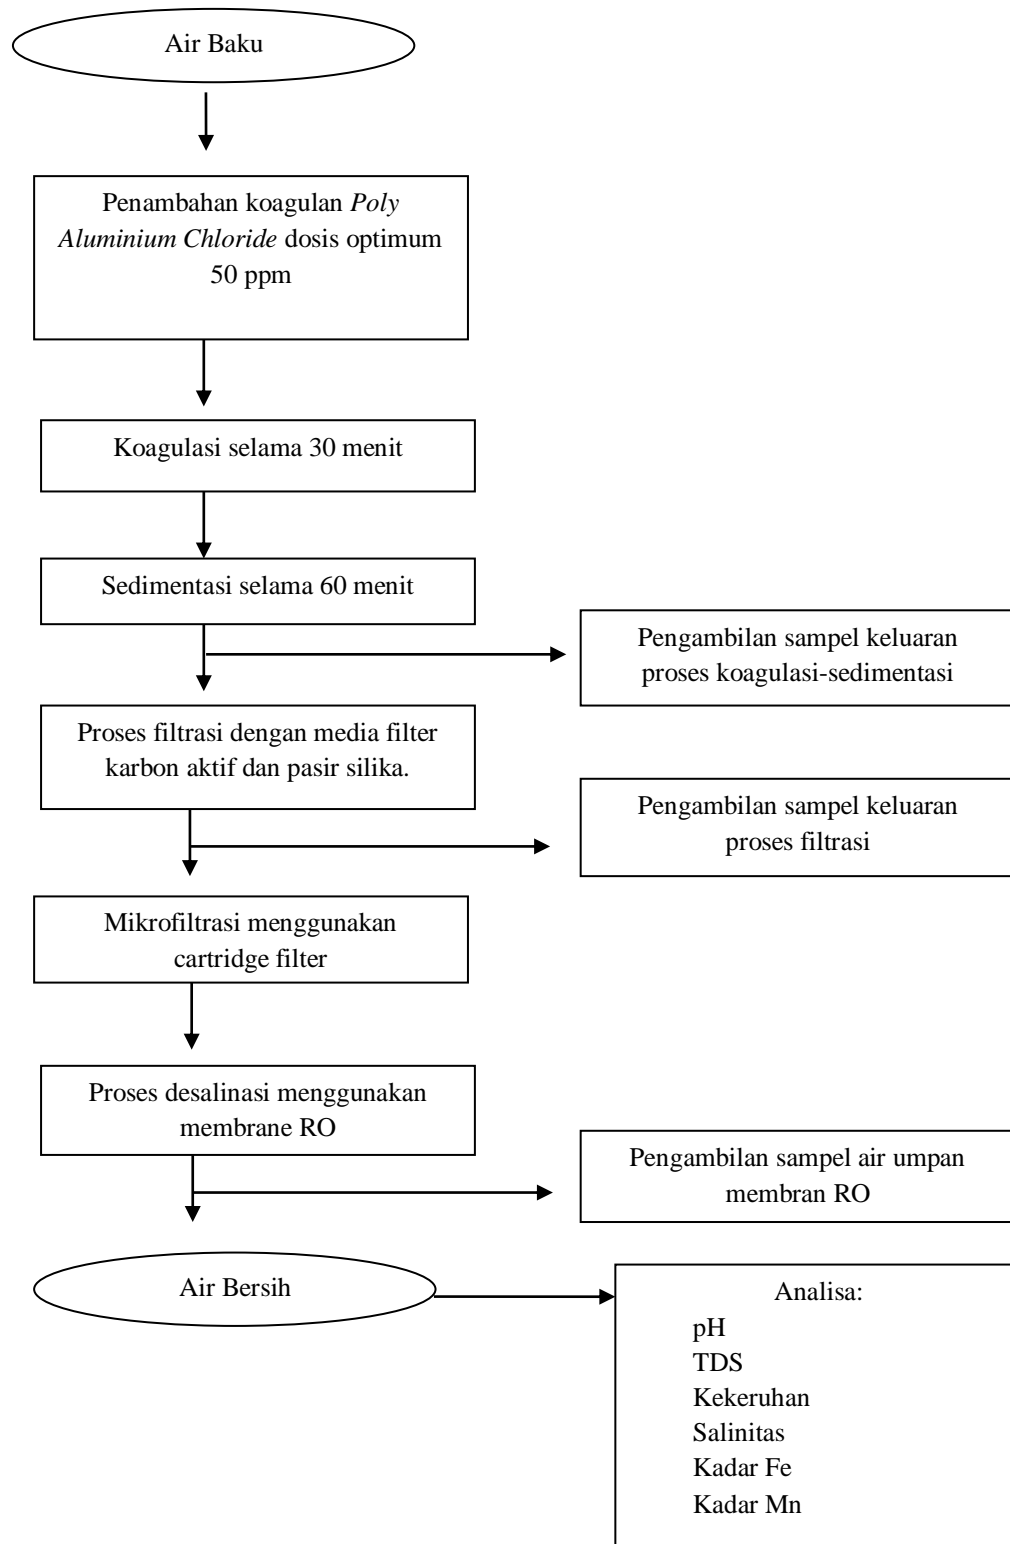 Air Baku
Penambahan koagulan Poly
Aluminium Chloride dosis optimum
50 ppm
Koagulasi selama 30 menit
Sedimentasi selama 60 menit
Pengambilan sampel keluaran
proses koagulasi-sedimentasi
Proses filtrasi dengan media filter
karbon aktif dan pasir silika.
Pengambilan sampel keluaran
proses filtrasi
Mikrofiltrasi menggunakan
cartridge filter
Proses desalinasi menggunakan
membrane RO
Pengambilan sampel air umpan
membran RO
Air Bersih
Analisa:
pH
TDS
Kekeruhan
Salinitas
Kadar Fe
Kadar Mn